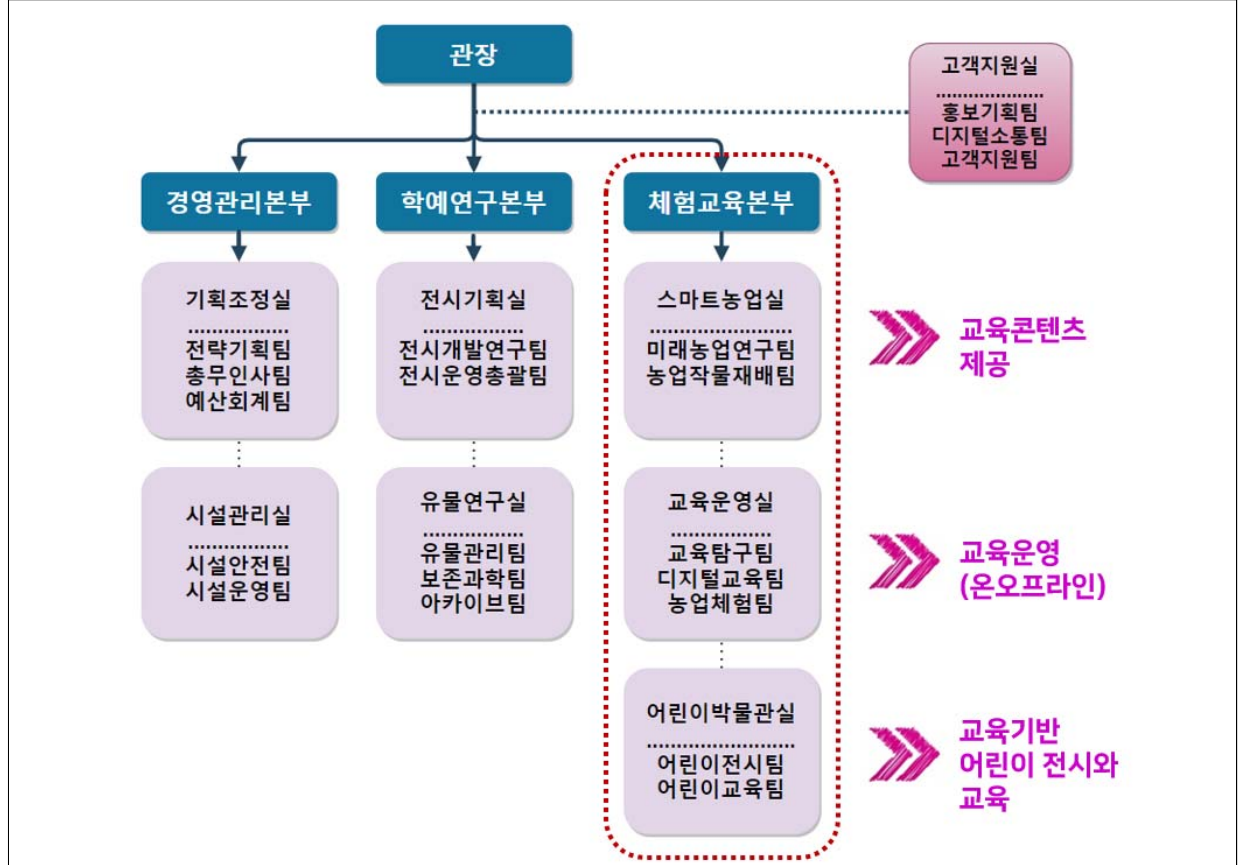 관장
고객지원실
홍보기획팀
디지털소통팀
고객지원팀
경영관리본부
학예연구본부
체험교육본부
기획조정실
전략기획팀
총무인사팀
예산회계팀
전시기획실
전시개발연구팀
전시운영총괄팀
스마트농업실
미래농업연구팀
농업작물재배팀
교육콘텐츠
제공
시설관리실
시설안전팀
시설운영팀
유물연구실
유물관리팀
보존과학팀
아카이브팀
교육운영실
교육탐구팀
디지털교육팀
농업체험팀
교육운영
(온오프라인)
어린이박물관실
어린이전시팀
어린이교육팀
교육기반
어린이 전시와
교육